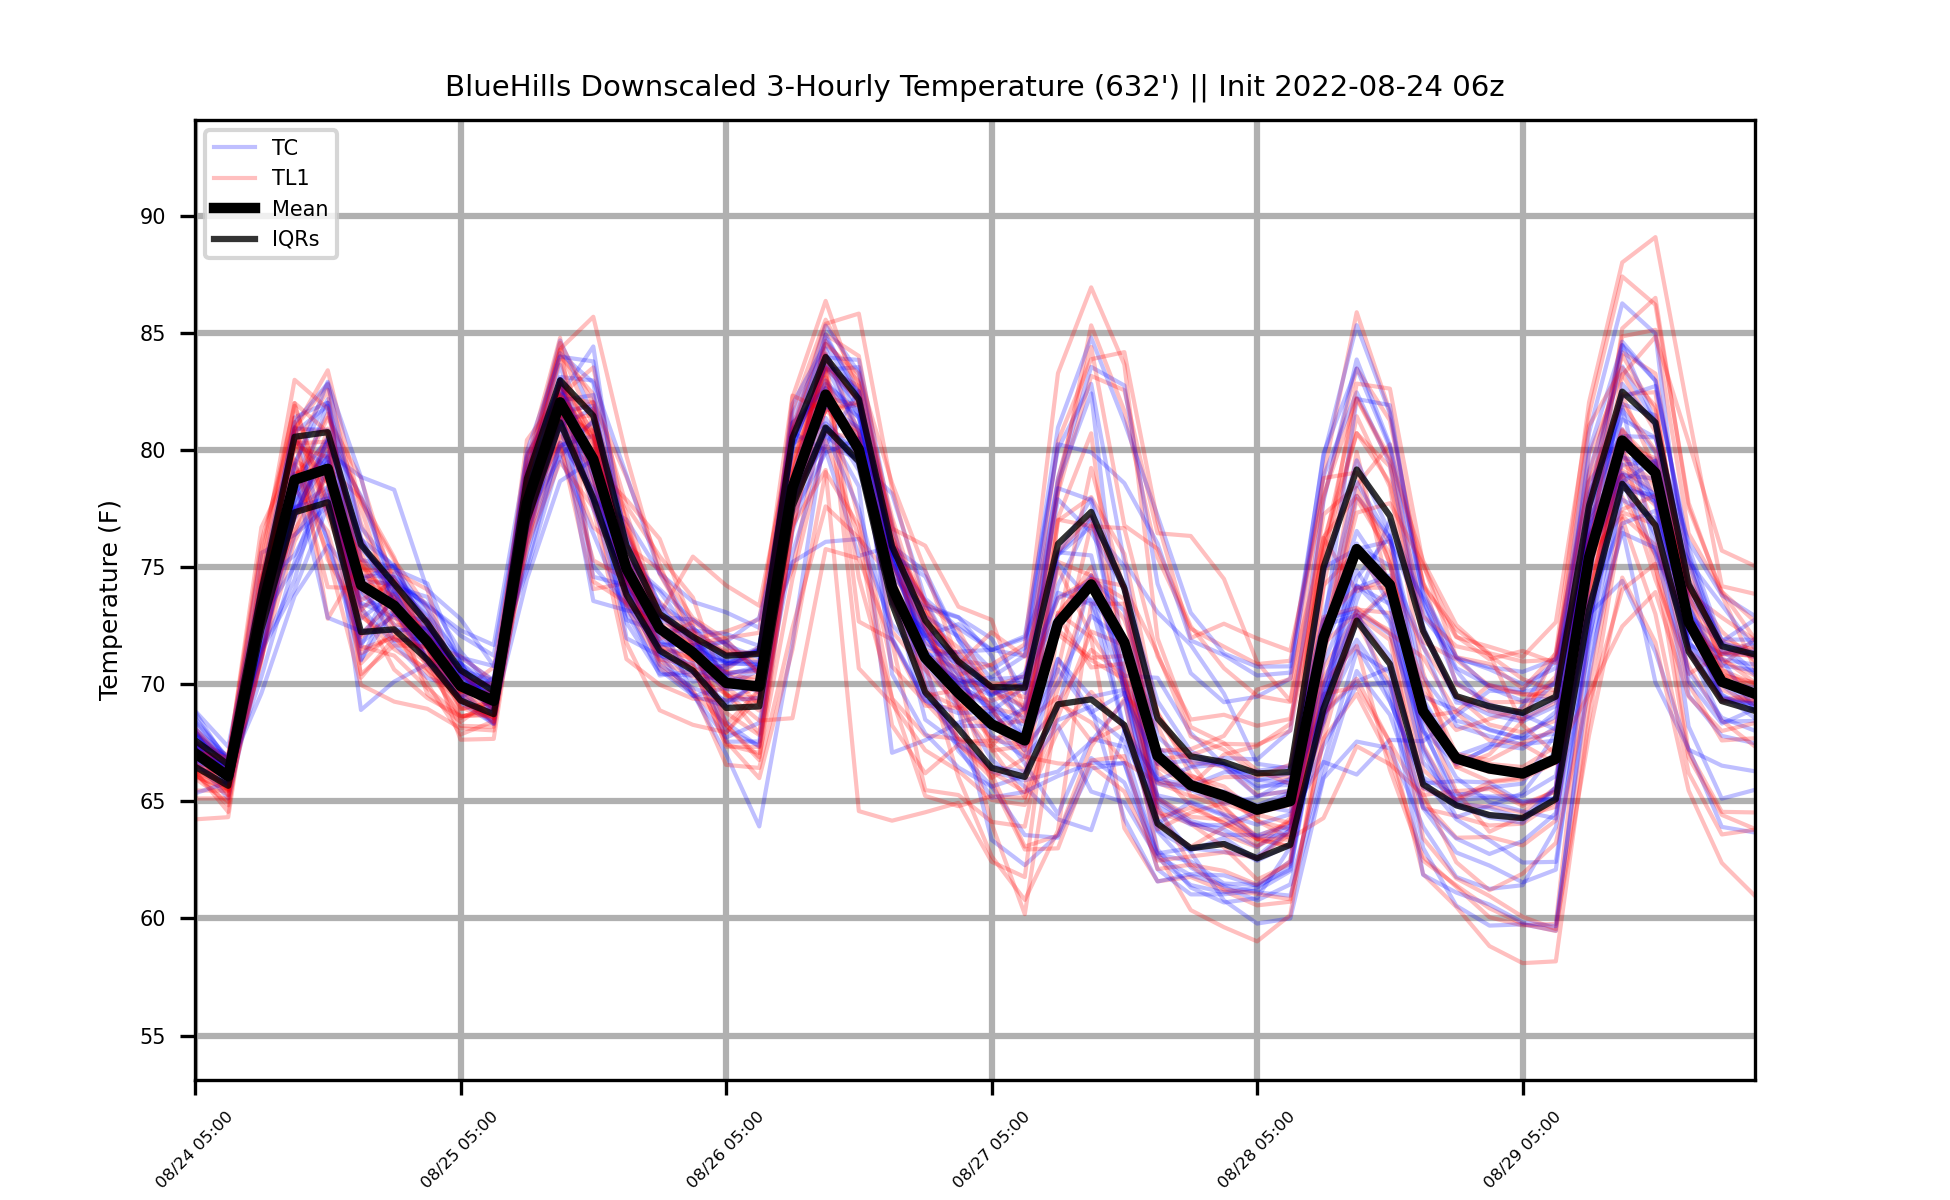 BlueHills Downscaled 3-Hourly Temperature (632') || Init 2022-08-24 06z
TC
TL1
Mean
IQRs
Temperature (F)
90
85
80
75
70
65
60
55
08/24 05:00
08/25 05:00
08/26 05:00
08/27 05:00
08/28 05:00
08/29 05:00